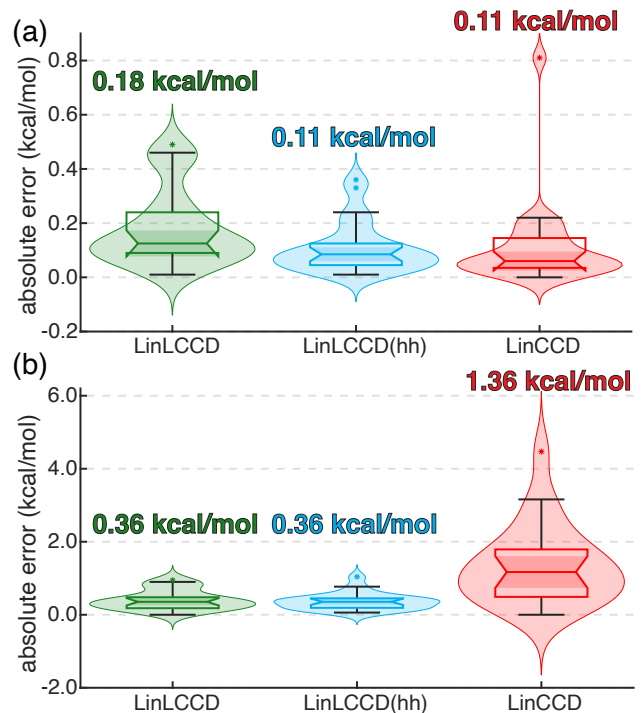 (a)
0.11 kcal/mol
0.8
0.18 kcal/mol
0.6
0.11 kcal/mol
0.4
0.2
0.0
-0.2
absolute error (kcal/mol)
LinLCCD
LinLCCD(hh)
LinCCD
(b)
6.0
1.36 kcal/mol
4.0
0.36 kcal/mol
0.36 kcal/mol
2.0
0.0
-2.0
absolute error (kcal/mol)
LinLCCD
LinLCCD(hh)
LinCCD